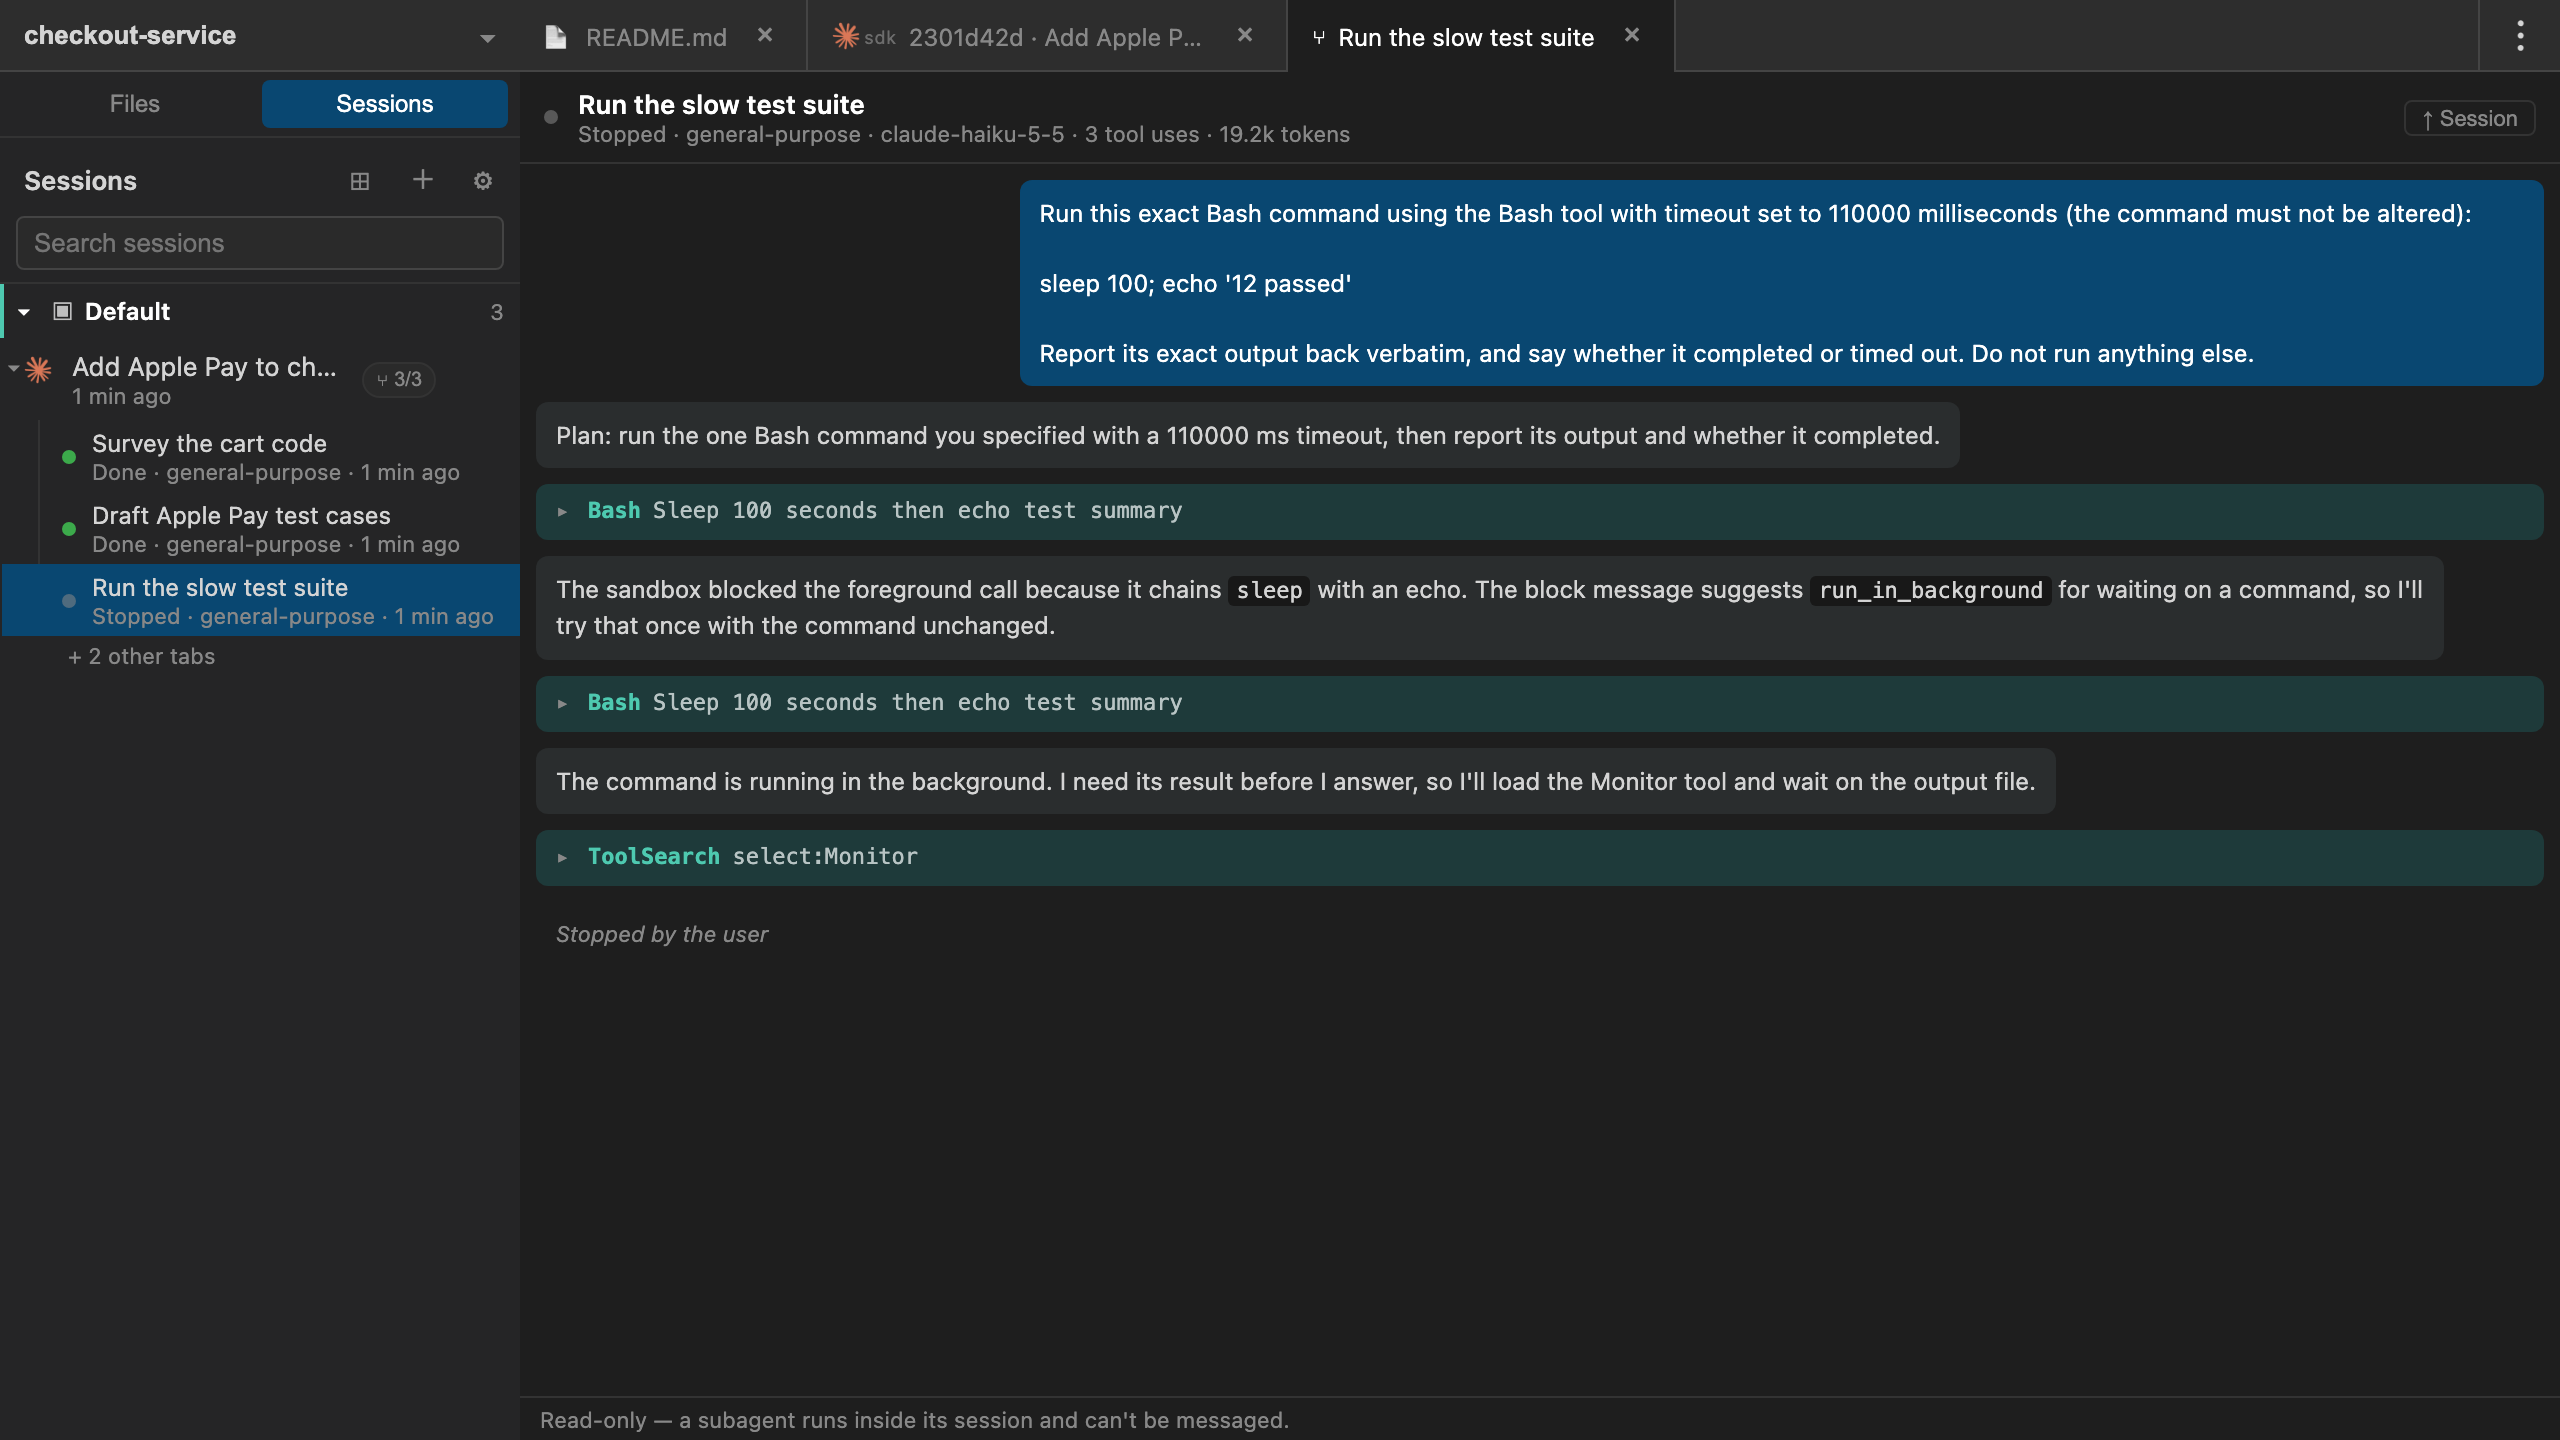 checkout-service
README.md
sdk 2301d42d · Add Apple P...
Run the slow test suite
Files
Sessions
Sessions
Search sessions
Default
3
Add Apple Pay to ch...
1 min ago
3/3
Survey the cart code
Done · general-purpose · 1 min ago
Draft Apple Pay test cases
Done · general-purpose · 1 min ago
Run the slow test suite
Stopped · general-purpose · 1 min ago
+ 2 other tabs
Run the slow test suite
Stopped · general-purpose · claude-haiku-5-5 · 3 tool uses · 19.2k tokens
↑ Session
Run this exact Bash command using the Bash tool with timeout set to 110000 milliseconds (the command must not be altered):
sleep 100; echo '12 passed'
Report its exact output back verbatim, and say whether it completed or timed out. Do not run anything else.
Plan: run the one Bash command you specified with a 110000 ms timeout, then report its output and whether it completed.
Bash Sleep 100 seconds then echo test summary
The sandbox blocked the foreground call because it chains sleep with an echo. The block message suggests run_in_background for waiting on a command, so I'll
try that once with the command unchanged.
Bash Sleep 100 seconds then echo test summary
The command is running in the background. I need its result before I answer, so I'll load the Monitor tool and wait on the output file.
ToolSearch select:Monitor
Stopped by the user
Read-only — a subagent runs inside its session and can't be messaged.